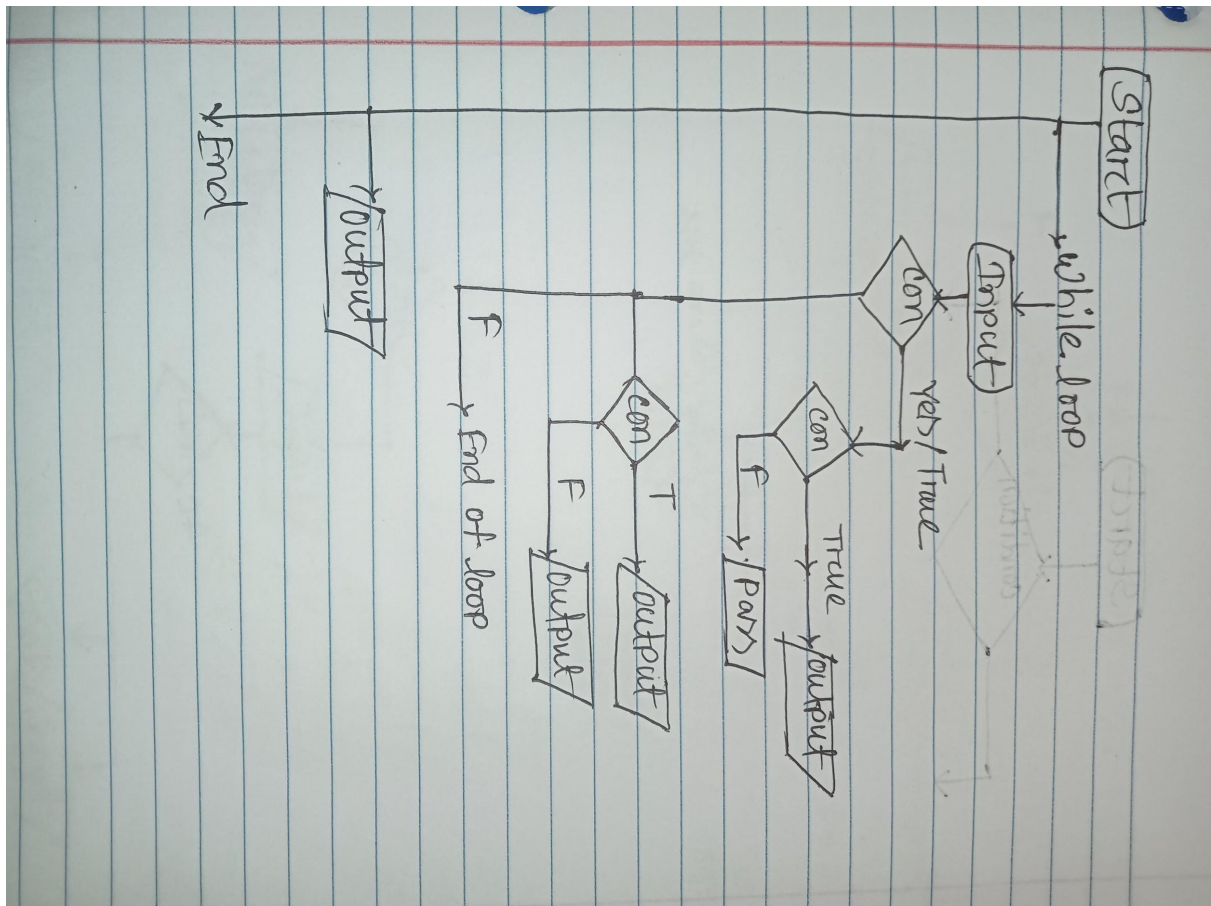 Start
While loop
Input
con
Yes/True
con
True
output
F
Pass
con
T
output
F
output
F
End of loop
output
End